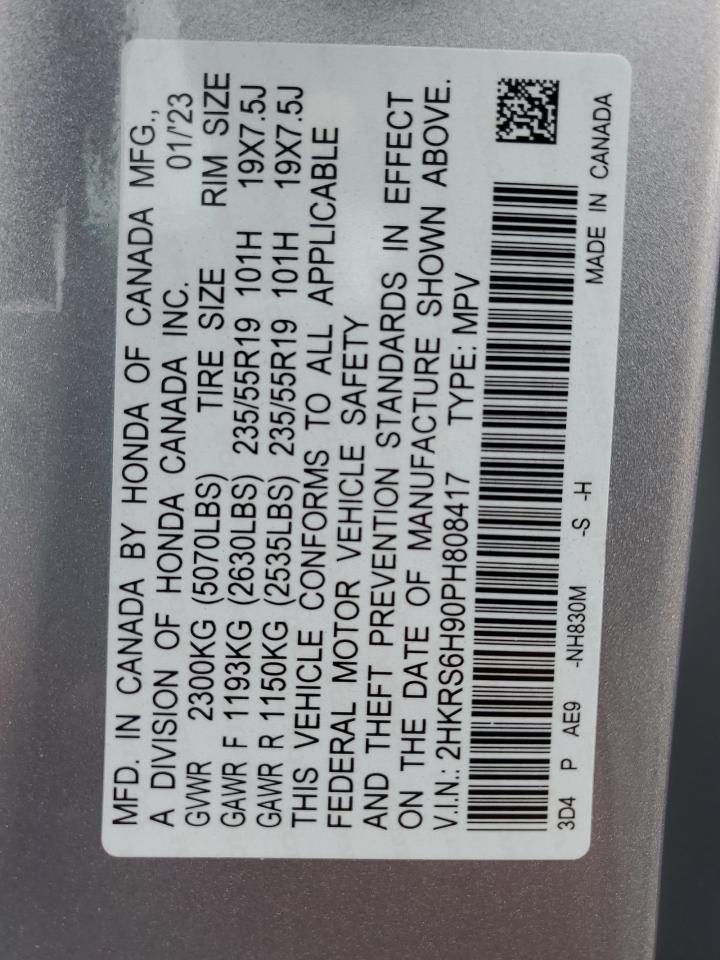 MFD. IN CANADA BY HONDA OF CANADA MFG.,
A DIVISION OF HONDA CANADA INC. 01/'23
GVWR 2300KG (5070LBS) TIRE SIZE RIM SIZE
GAWR F 1193KG (2630LBS) 235/55R19 101H 19X7.5J
GAWR R 1150KG (2535LBS) 235/55R19 101H 19X7.5J
THIS VEHICLE CONFORMS TO ALL APPLICABLE
FEDERAL MOTOR VEHICLE SAFETY
AND THEFT PREVENTION STANDARDS IN EFFECT
ON THE DATE OF MANUFACTURE SHOWN ABOVE.
V.I.N.: 2HKRS6H90PH808417 TYPE: MPV
3D4 P AE9 -NH830M -S -H
MADE IN CANADA